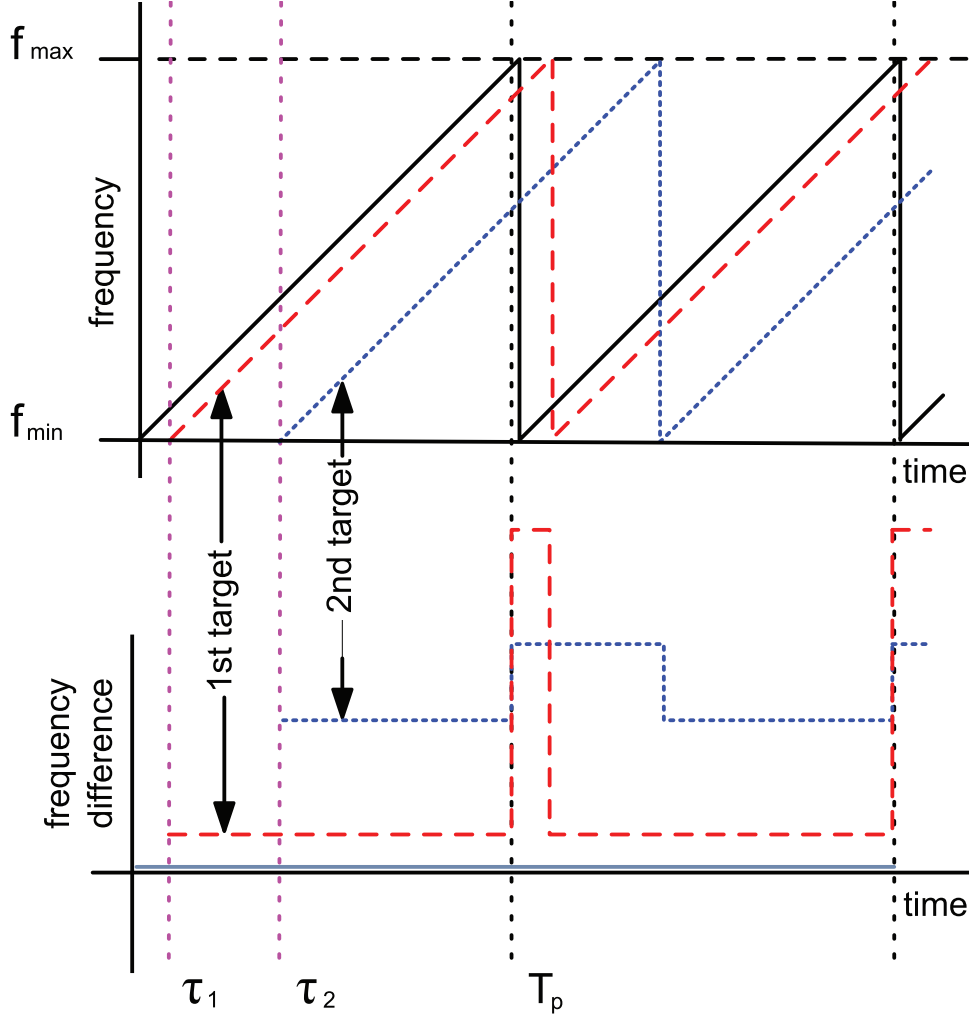 f max
frequency
f min
time
1st target
2nd target
frequency
difference
time
τ 1
τ 2
T p